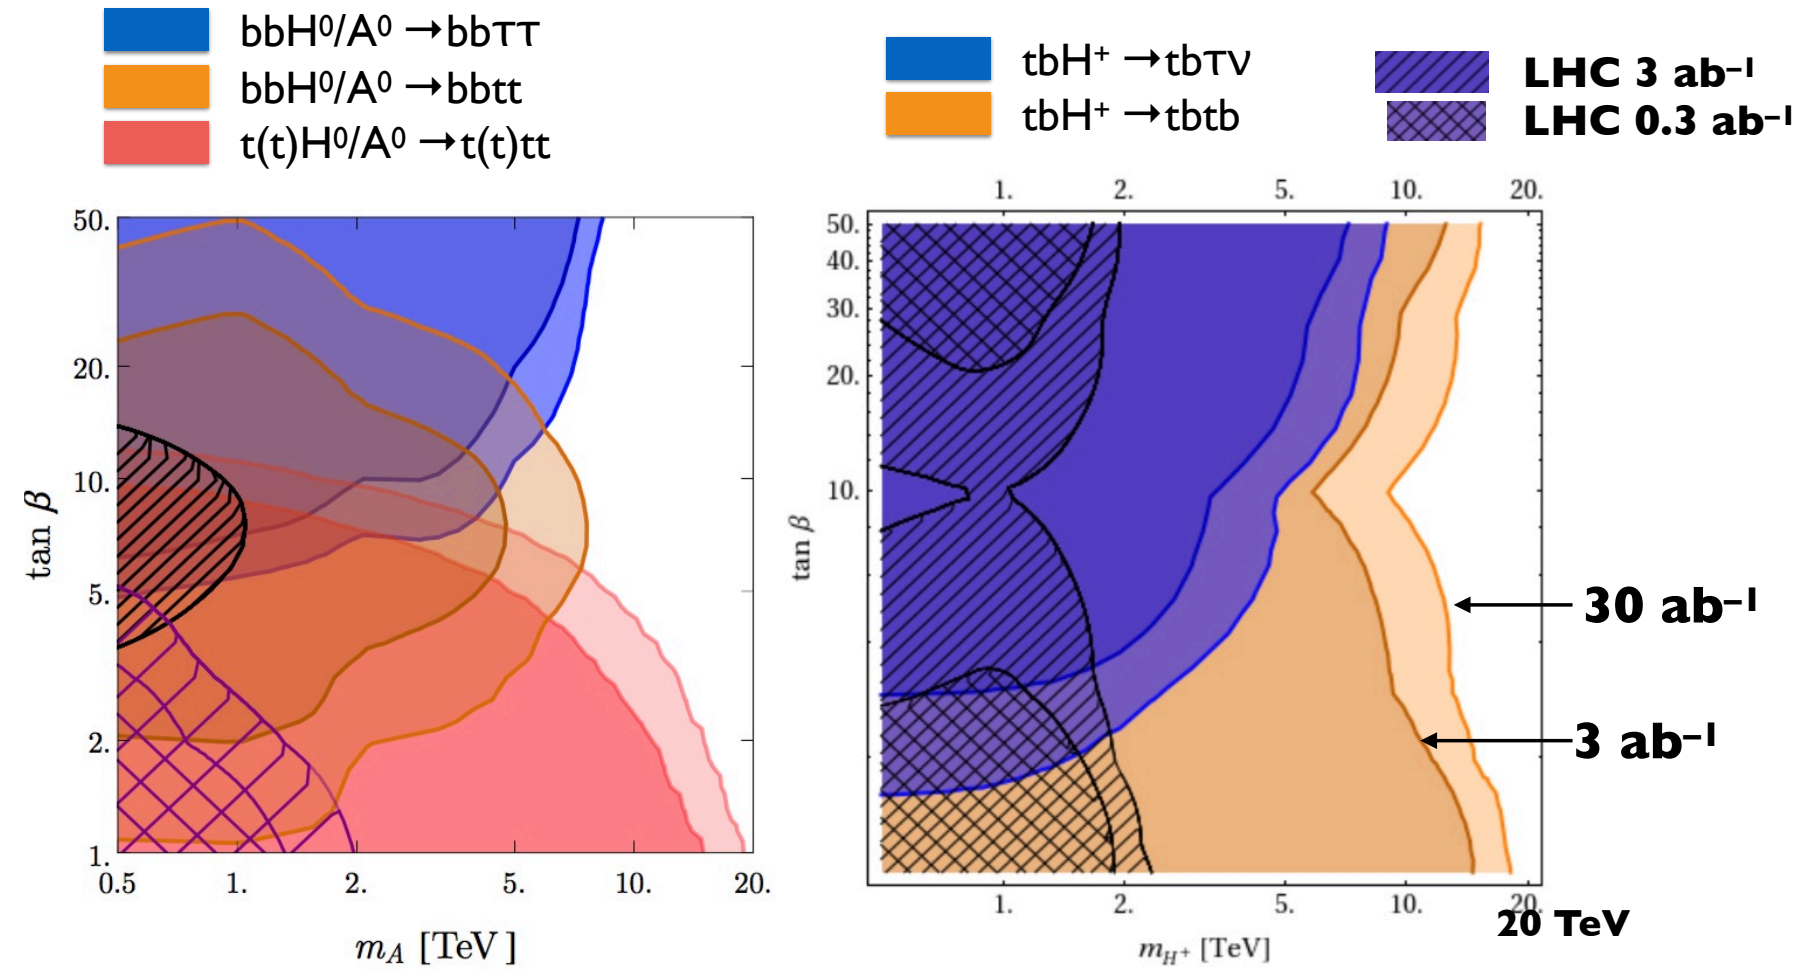 bbH⁰/A⁰ →bbττ
bbH⁰/A⁰ →bbtt
t(t)H⁰/A⁰ →t(t)tt
tbH⁺ →tbτν
tbH⁺ →tbtb
LHC 3 ab⁻¹
LHC 0.3 ab⁻¹
50.
20.
10.
5.
2.
1.
tan β
0.5 1. 2. 5. 10. 20.
m_A [TeV]
1. 2. 5. 10. 20.
50.
40.
30.
20.
10.
tan β
30 ab⁻¹
3 ab⁻¹
1. 2. 5. 10. 20.
20 TeV
m_H⁺ [TeV]